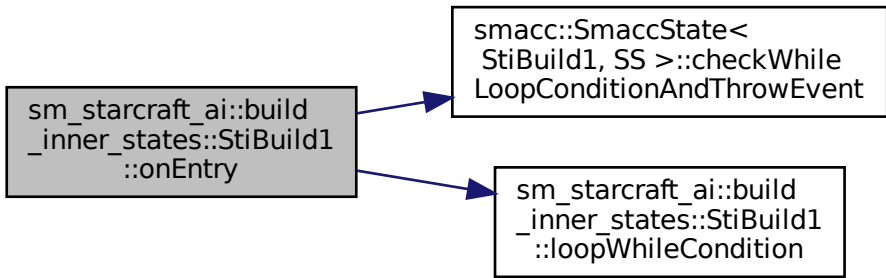 sm_starcraft_ai::build
_inner_states::StiBuild1
::onEntry
smacc::SmaccState<
StiBuild1, SS >::checkWhile
LoopConditionAndThrowEvent
sm_starcraft_ai::build
_inner_states::StiBuild1
::loopWhileCondition